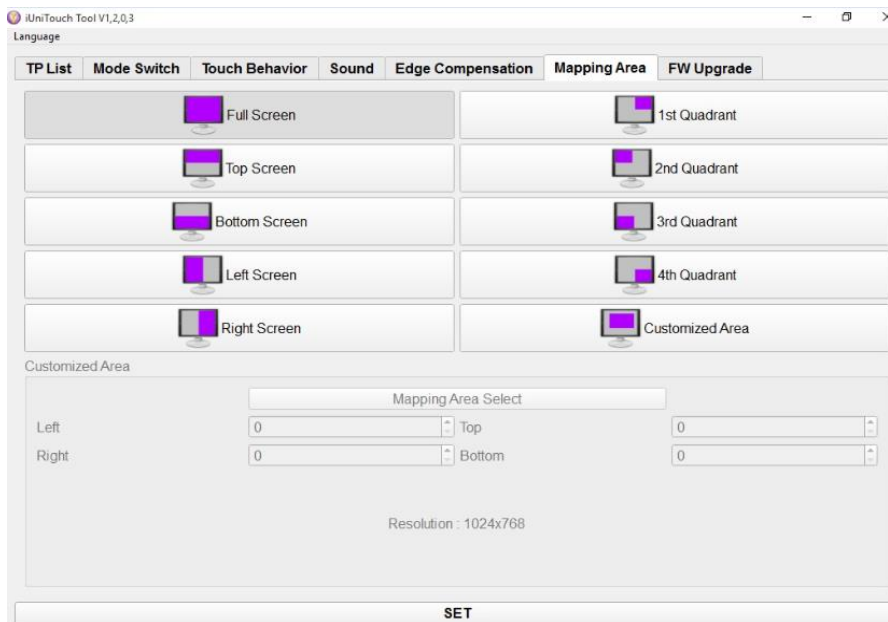 iUniTouch Tool V1,2,0,3
Language
TP List Mode Switch Touch Behavior Sound Edge Compensation Mapping Area FW Upgrade
Full Screen 1st Quadrant
Top Screen 2nd Quadrant
Bottom Screen 3rd Quadrant
Left Screen 4th Quadrant
Right Screen Customized Area
Customized Area
Mapping Area Select
Left 0 Top 0
Right 0 Bottom 0
Resolution : 1024x768
SET